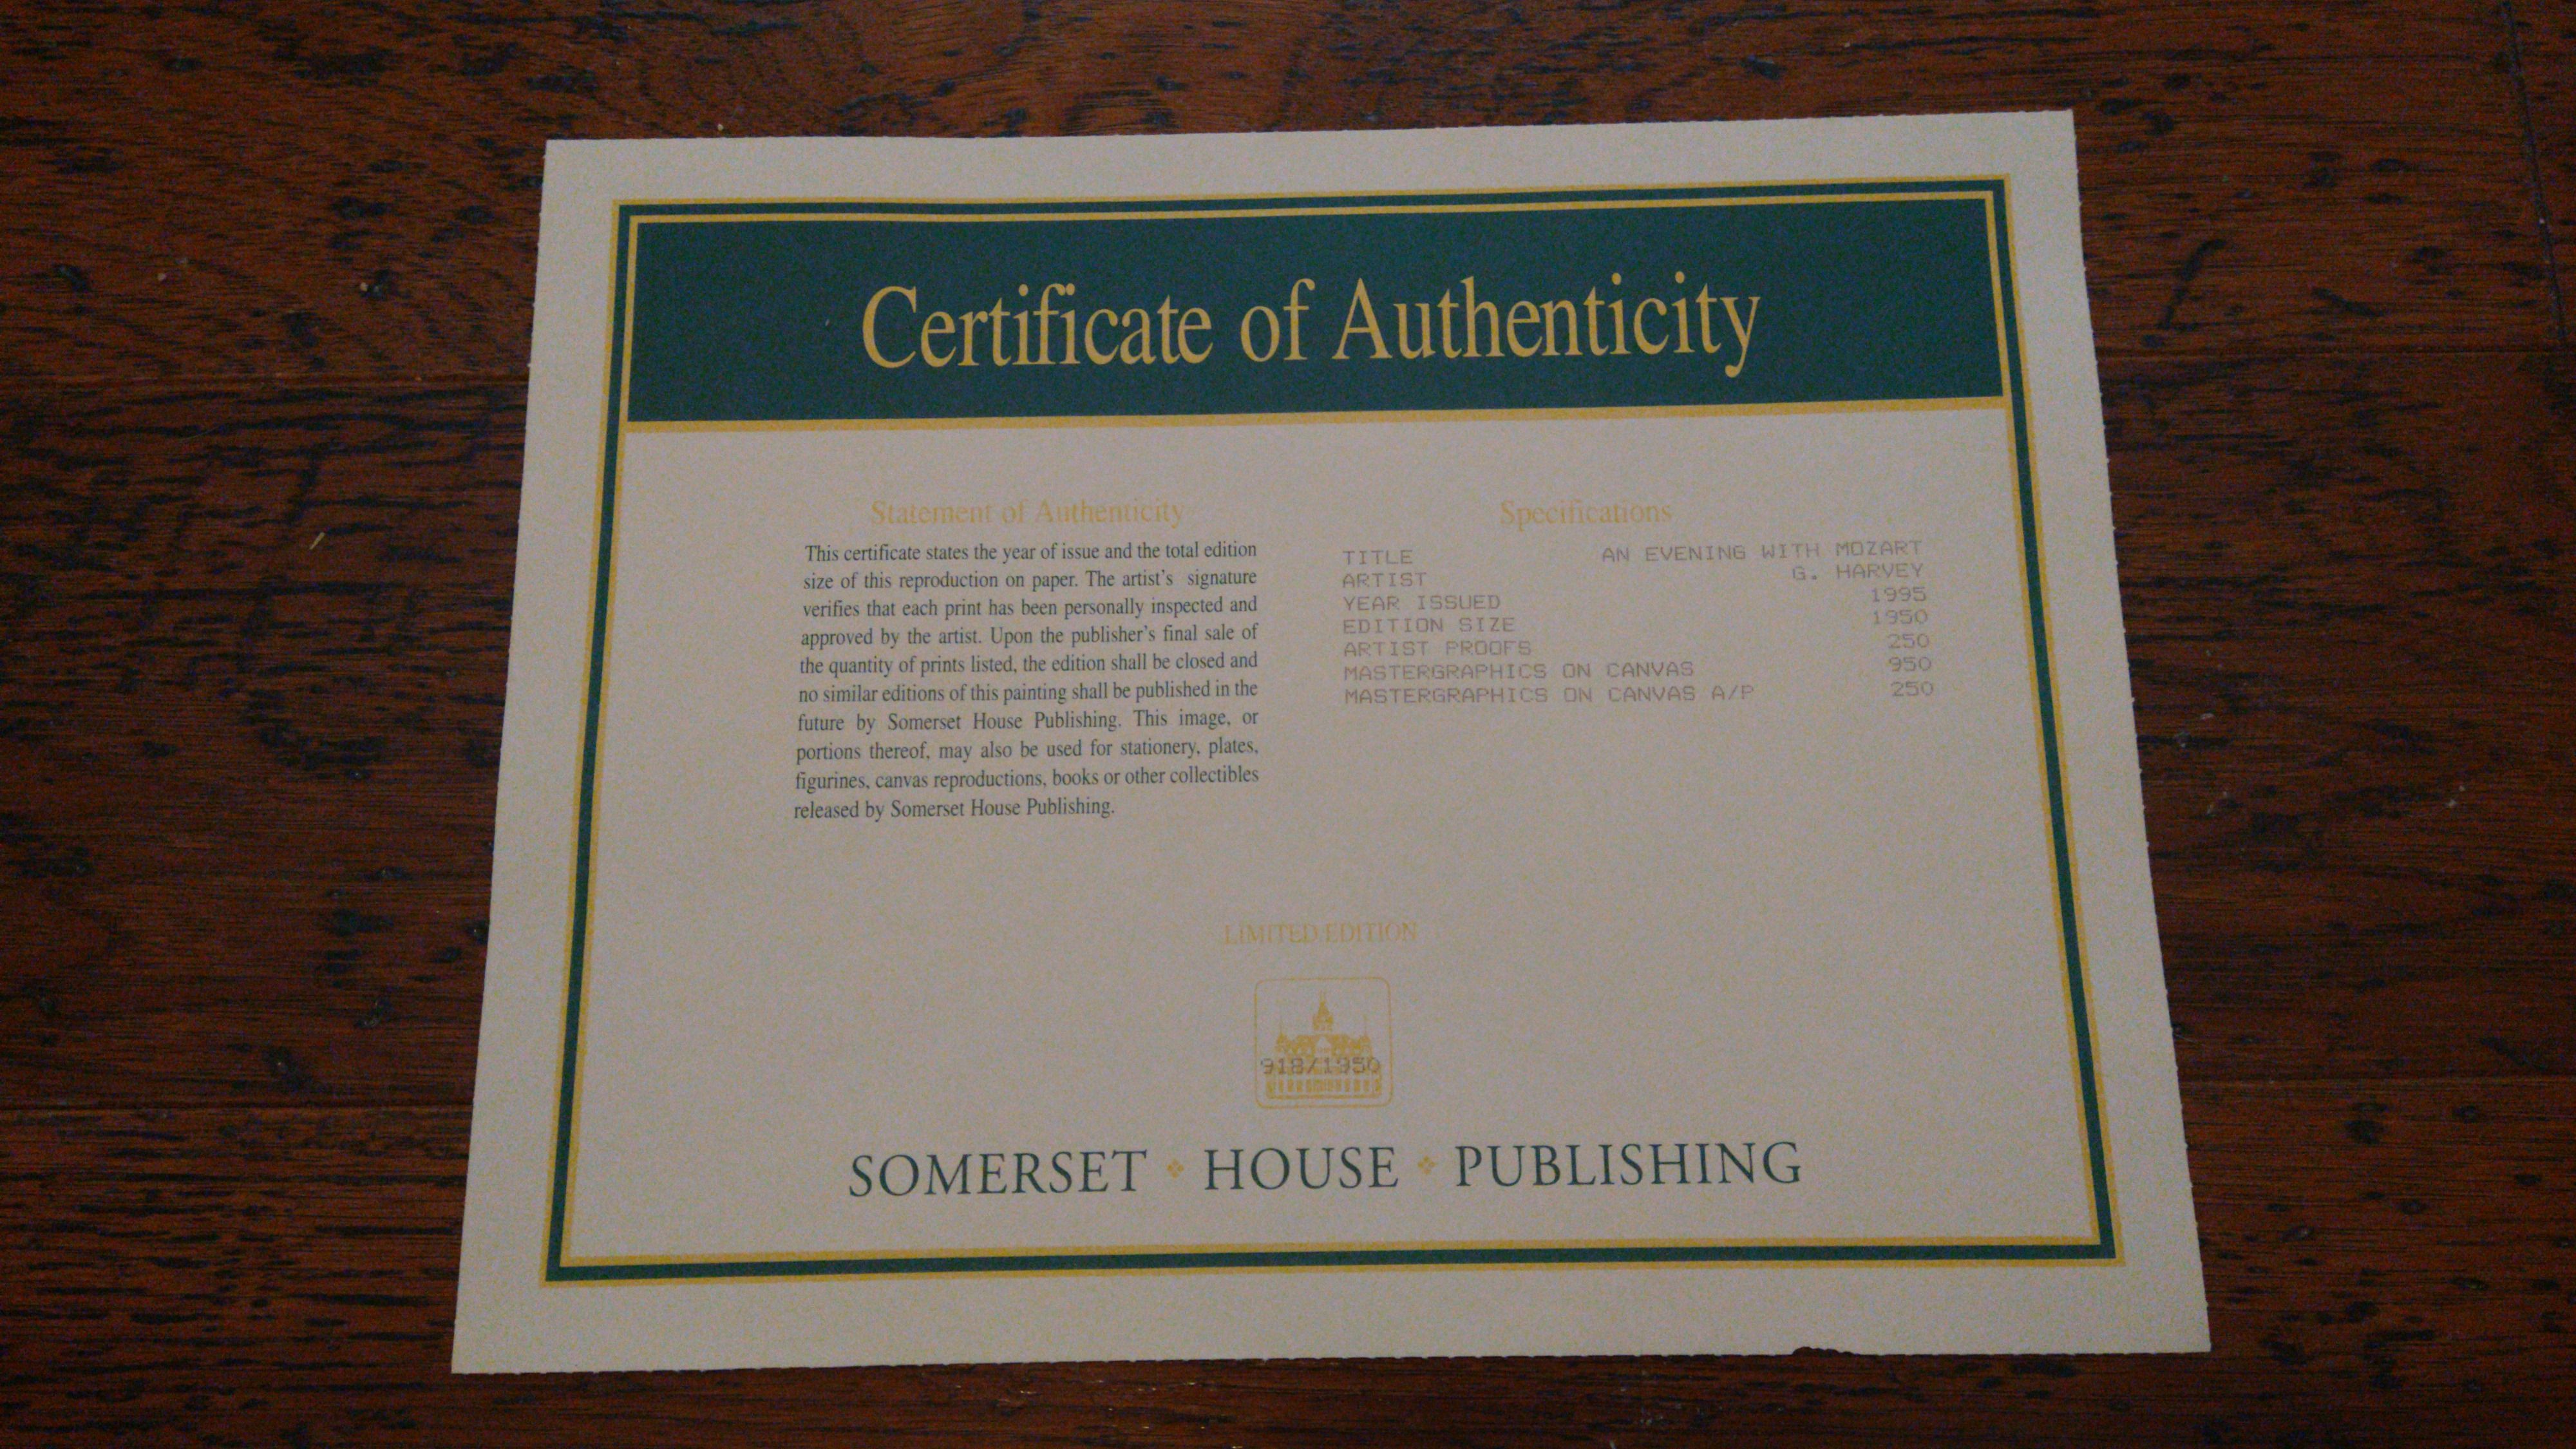 Certificate of Authenticity
Statement of Authenticity
This certificate states the year of issue and the total edition
size of this reproduction on paper. The artist's signature
verifies that each print has been personally inspected and
approved by the artist. Upon the publisher's final sale of
the quantity of prints listed, the edition shall be closed and
no similar editions of this painting shall be published in the
future by Somerset House Publishing. This image, or
portions thereof, may also be used for stationery, plates,
figurines, canvas reproductions, books or other collectibles
released by Somerset House Publishing.
Specifications
TITLE AN EVENING WITH MOZART
ARTIST G. HARVEY
YEAR ISSUED 1995
EDITION SIZE 1950
ARTIST PROOFS 250
MASTERGRAPHICS ON CANVAS 950
MASTERGRAPHICS ON CANVAS A/P 250
LIMITED EDITION
918/1950
SOMERSET HOUSE PUBLISHING